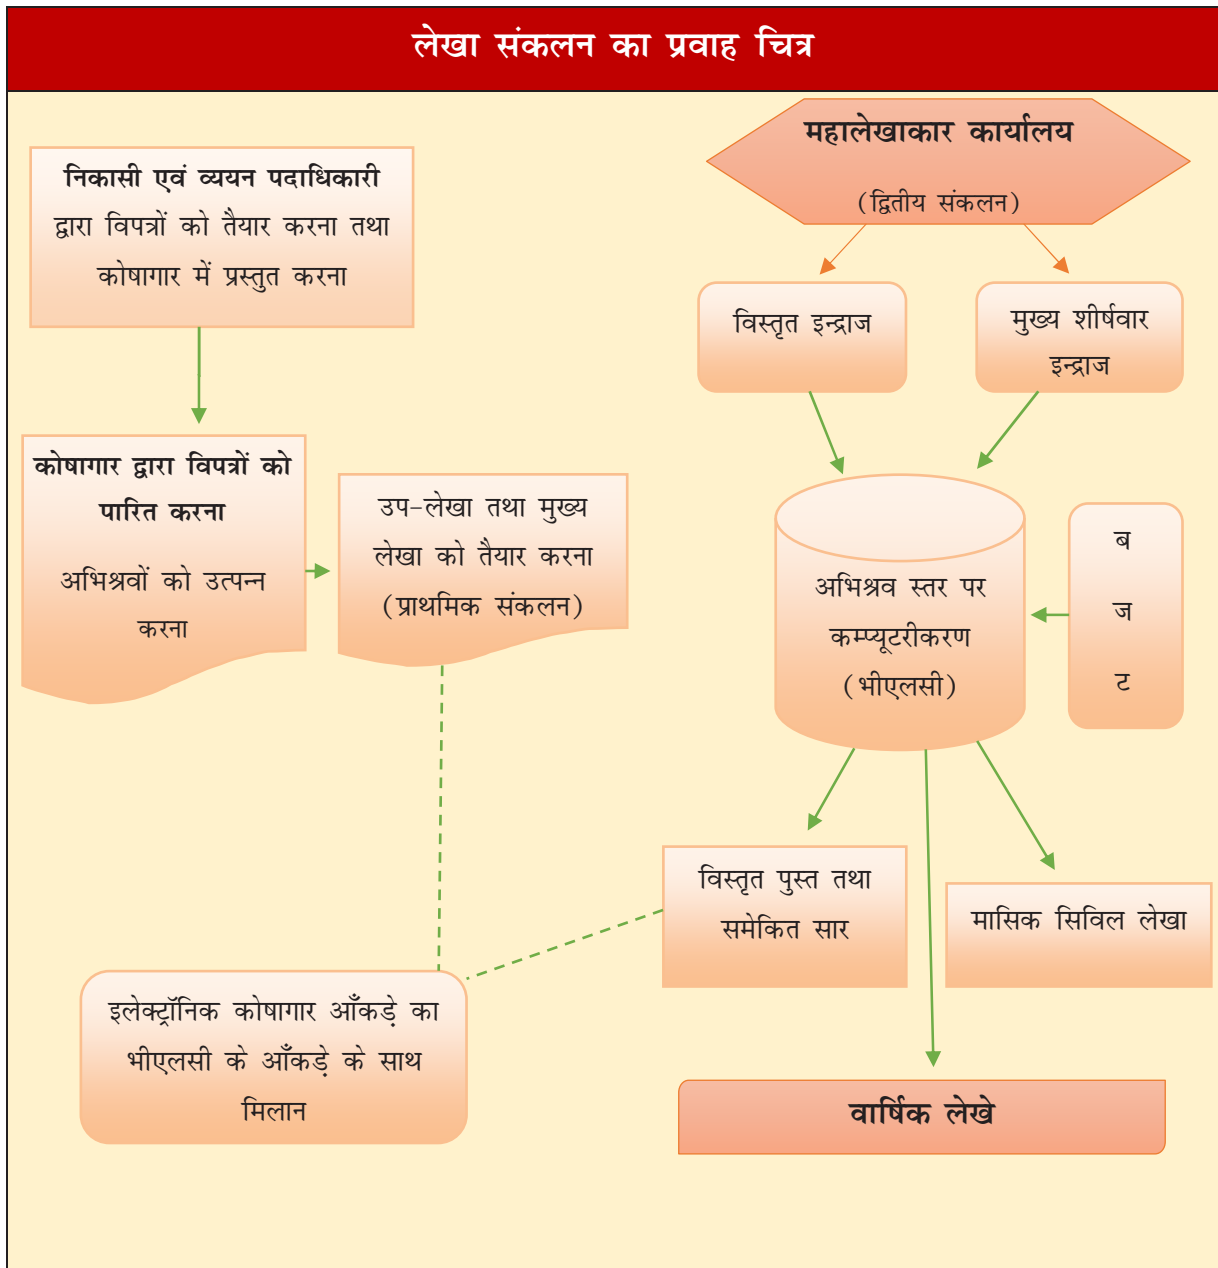 लेखा संकलन का प्रवाह चित्र
निकासी एवं व्ययन पदाधिकारी
द्वारा विपत्रों को तैयार करना तथा
कोषागार में प्रस्तुत करना
महालेखाकार कार्यालय
(द्वितीय संकलन)
विस्तृत इन्द्राज
मुख्य शीर्षवार
इन्द्राज
कोषागार द्वारा विपत्रों को
पारित करना
अभिश्रवों को उत्पन्न
करना
उप-लेखा तथा मुख्य
लेखा को तैयार करना
(प्राथमिक संकलन)
अभिश्रव स्तर पर
कम्प्यूटरीकरण
(भीएलसी)
ब
ज
ट
विस्तृत पुस्त तथा
समेकित सार
मासिक सिविल लेखा
इलेक्ट्रॉनिक कोषागार आँकड़े का
भीएलसी के आँकड़े के साथ
मिलान
वार्षिक लेखे